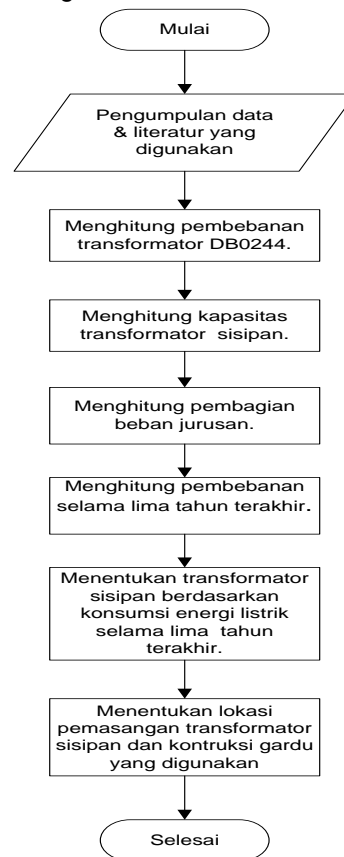 Mulai
Pengumpulan data
& literatur yang
digunakan
Menghitung pembebanan
transformator DB0244.
Menghitung kapasitas
transformator sisipan.
Menghitung pembagian
beban jurusan.
Menghitung pembebanan
selama lima tahun terakhir.
Menentukan transformator
sisipan berdasarkan
konsumsi energi listrik
selama lima tahun
terakhir.
Menentukan lokasi
pemasangan transformator
sisipan dan kontruksi gardu
yang digunakan
Selesai